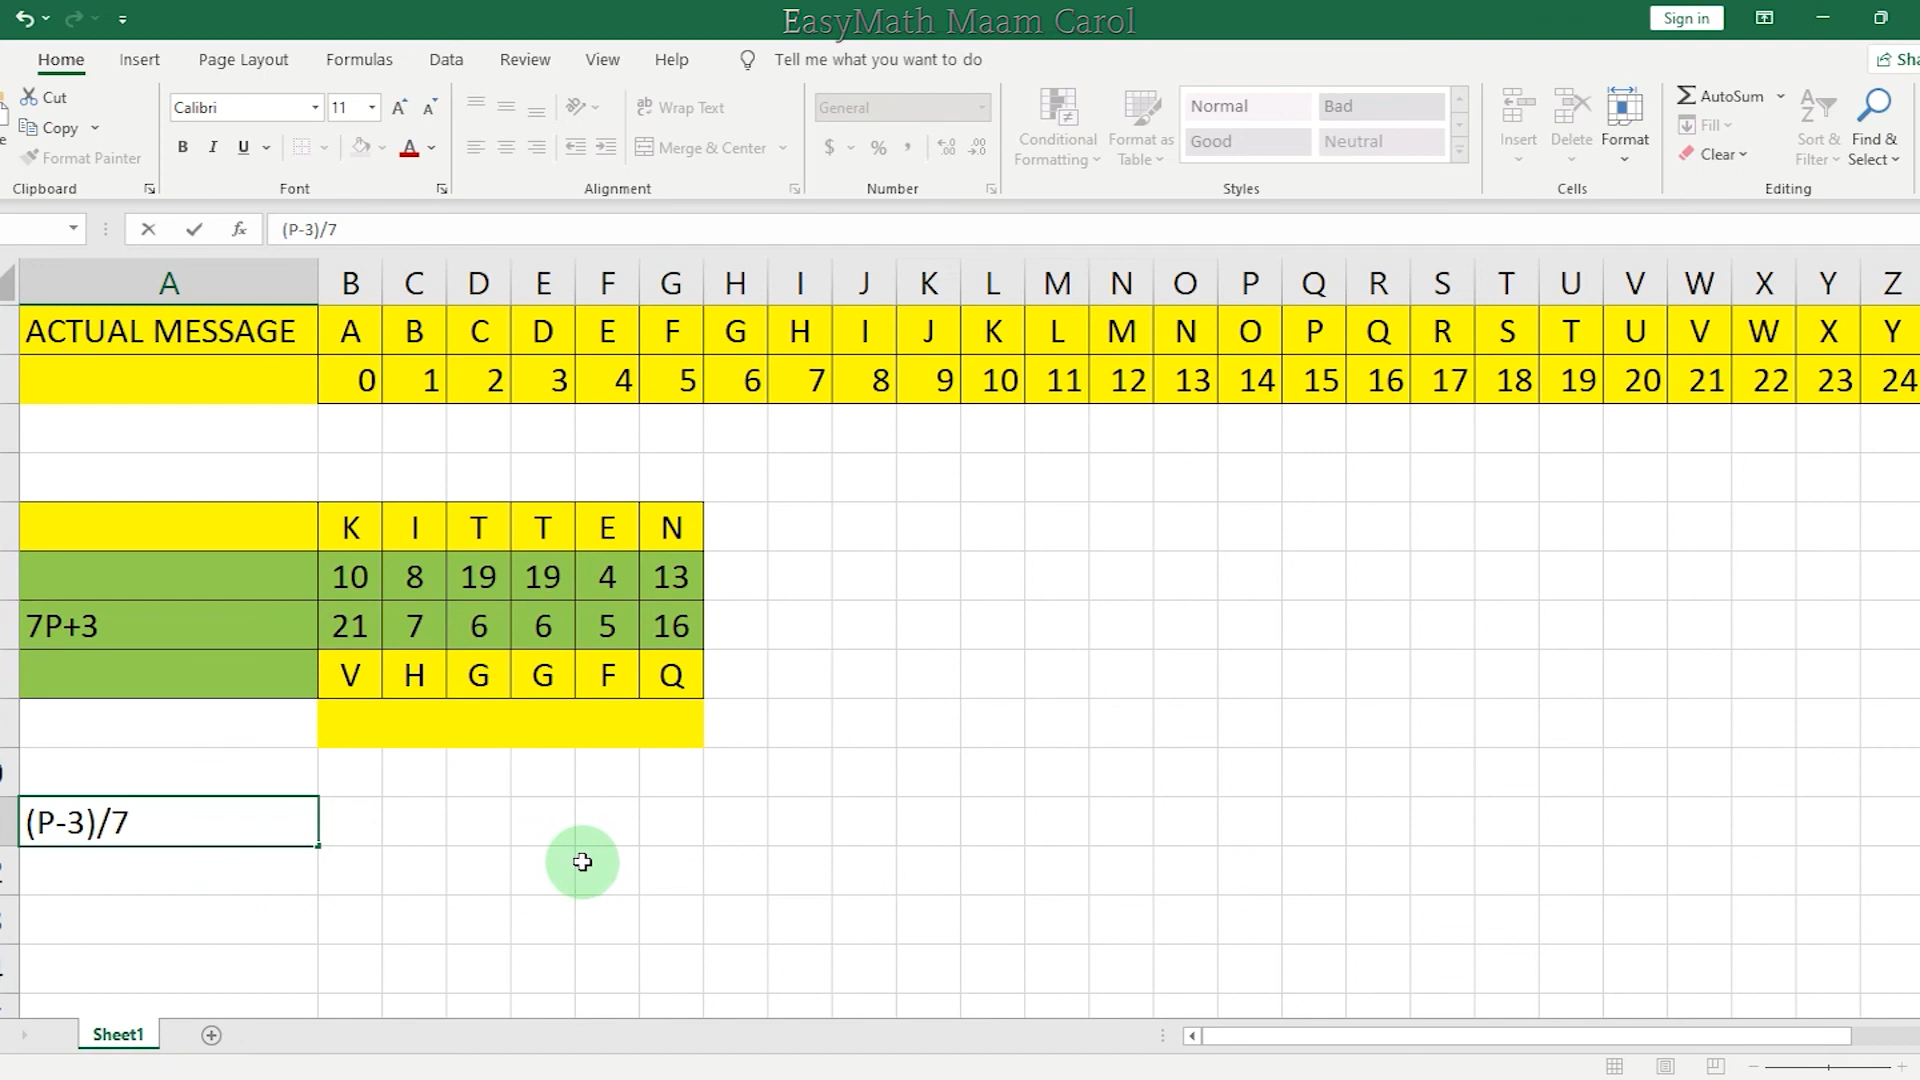 EasyMath Maam Carol
Sign in
Home Insert Page Layout Formulas Data Review View Help Tell me what you want to do
Cut
Copy
Format Painter
Clipboard
Calibri 11
B I U
Font
Wrap Text
Merge & Center
Alignment
General
$ % ,
Number
Conditional Formatting
Format as Table
Normal Bad
Good Neutral
Styles
Insert Delete Format
Cells
AutoSum
Fill
Clear
Sort & Filter
Find & Select
Editing
fx (P-3)/7
A B C D E F G H I J K L M N O P Q R S T U V W X Y Z
ACTUAL MESSAGE A B C D E F G H I J K L M N O P Q R S T U V W X Y
0 1 2 3 4 5 6 7 8 9 10 11 12 13 14 15 16 17 18 19 20 21 22 23 24
K I T T E N
10 8 19 19 4 13
7P+3 21 7 6 6 5 16
V H G G F Q
(P-3)/7
Sheet1